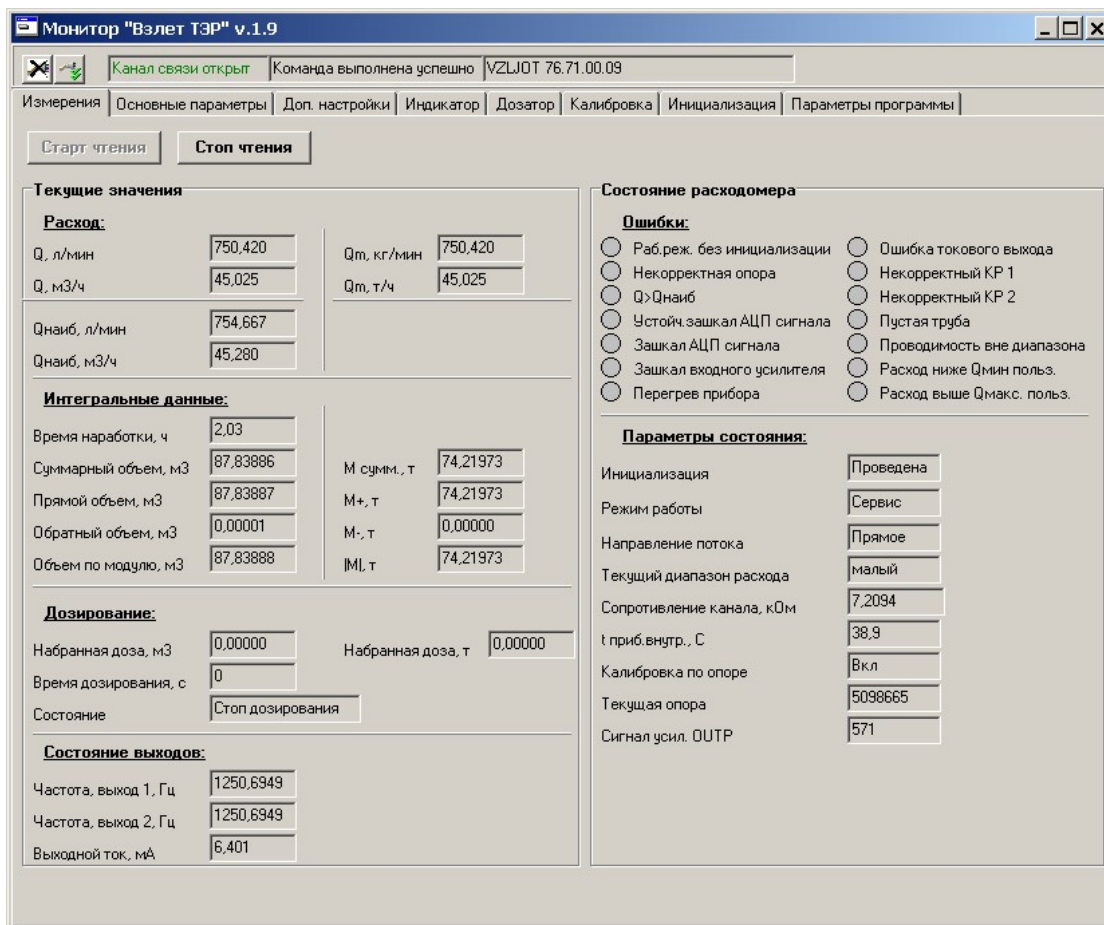 Монитор "Взлет ТЭР" v.1.9
Канал связи открыт Команда выполнена успешно VZLJOT 76.71.00.09
Измерения Основные параметры Доп. настройки Индикатор Дозатор Калибровка Инициализация Параметры программы
Старт чтения Стоп чтения
Текущие значения
Расход:
Q, л/мин 750,420 Qm, кг/мин 750,420
Q, м3/ч 45,025 Qm, т/ч 45,025
Qнаиб, л/мин 754,667
Qнаиб, м3/ч 45,280
Интегральные данные:
Время наработки, ч 2,03
Суммарный объем, м3 87,83886 М сумм., т 74,21973
Прямой объем, м3 87,83887 М+, т 74,21973
Обратный объем, м3 0,00001 М-, т 0,00000
Объем по модулю, м3 87,83888 |М|, т 74,21973
Дозирование:
Набранная доза, м3 0,00000 Набранная доза, т 0,00000
Время дозирования, с 0
Состояние Стоп дозирования
Состояние выходов:
Частота, выход 1, Гц 1250,6949
Частота, выход 2, Гц 1250,6949
Выходной ток, мА 6,401
Состояние расходомера
Ошибки:
Раб.реж. без инициализации Ошибка токового выхода
Некорректная опора Некорректный КР 1
Q>Qнаиб Некорректный КР 2
Устойч.зашкал АЦП сигнала Пустая труба
Зашкал АЦП сигнала Проводимость вне диапазона
Зашкал входного усилителя Расход ниже Qмин польз.
Перегрев прибора Расход выше Qмакс. польз.
Параметры состояния:
Инициализация Проведена
Режим работы Сервис
Направление потока Прямое
Текущий диапазон расхода малый
Сопротивление канала, кОм 7,2094
t приб.внутр., С 38,9
Калибровка по опоре Вкл
Текущая опора 5098665
Сигнал усил. OUTP 571